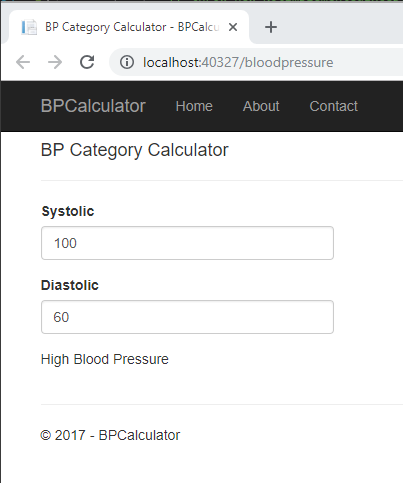 BP Category Calculator - BPCalcu
localhost:40327/bloodpressure
BPCalculator Home About Contact
BP Category Calculator
Systolic
100
Diastolic
60
High Blood Pressure
© 2017 - BPCalculator